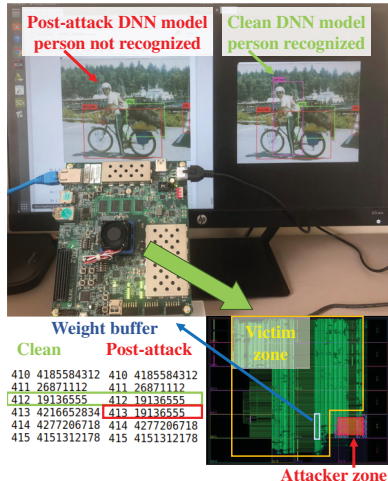 Post-attack DNN model
person not recognized
Clean DNN model
person recognized
Weight buffer
Clean Post-attack
410 4185584312 410 4185584312
411 26871112 411 26871112
412 19136555 412 19136555
413 4216652834 413 19136555
414 4277206718 414 4277206718
415 4151312178 415 4151312178
Victim
zone
Attacker zone